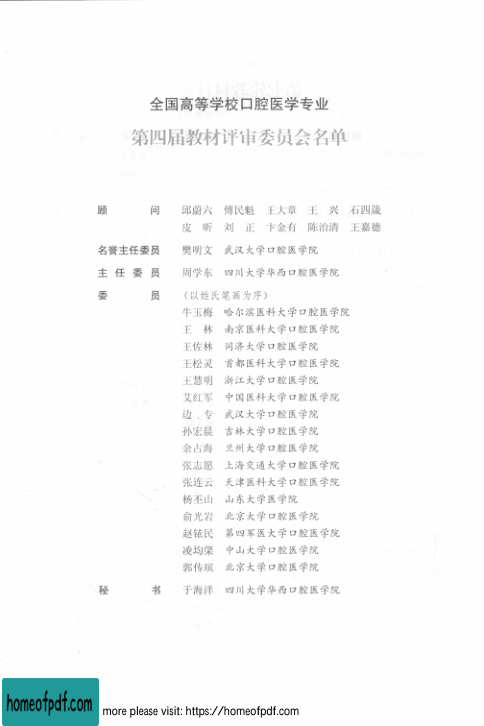 全国高等学校口腔医学专业
第四届教材评审委员会名单
顾 问 邱蔚六 傅民魁 王大章 王 兴 石四箴
皮 昕 刘 正 卞金有 陈治清 王嘉德
名誉主任委员 樊明文 武汉大学口腔医学院
主 任 委 员 周学东 四川大学华西口腔医学院
委 员 (以姓氏笔画为序)
牛玉梅 哈尔滨医科大学口腔医学院
王 林 南京医科大学口腔医学院
王佐林 同济大学口腔医学院
王松灵 首都医科大学口腔医学院
王慧明 浙江大学口腔医学院
艾红军 中国医科大学口腔医学院
边 专 武汉大学口腔医学院
孙宏晨 吉林大学口腔医学院
余占海 兰州大学口腔医学院
张志愿 上海交通大学口腔医学院
张连云 天津医科大学口腔医学院
杨丕山 山东大学医学院
俞光岩 北京大学口腔医学院
赵铱民 第四军医大学口腔医学院
凌均棨 中山大学口腔医学院
郭传瑸 北京大学口腔医学院
秘 书 于海洋 四川大学华西口腔医学院
homeofpdf.com more please visit: https://homeofpdf.com